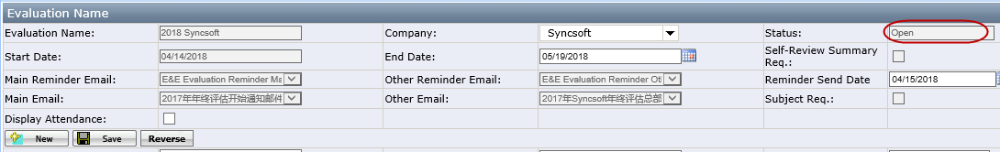 Evaluation Name
Evaluation Name: 2018 Syncsoft Company: Syncsoft Status: Open
Start Date: 04/14/2018 End Date: 05/19/2018 Self-Review Summary Req.:
Main Reminder Email: E&E Evaluation Reminder Ma Other Reminder Email: E&E Evaluation Reminder Ot Reminder Send Date 04/15/2018
Main Email: 2017年年终评估开始通知邮件 Other Email: 2017年Syncsoft年终评估总部 Subject Req.:
Display Attendance:
New Save Reverse